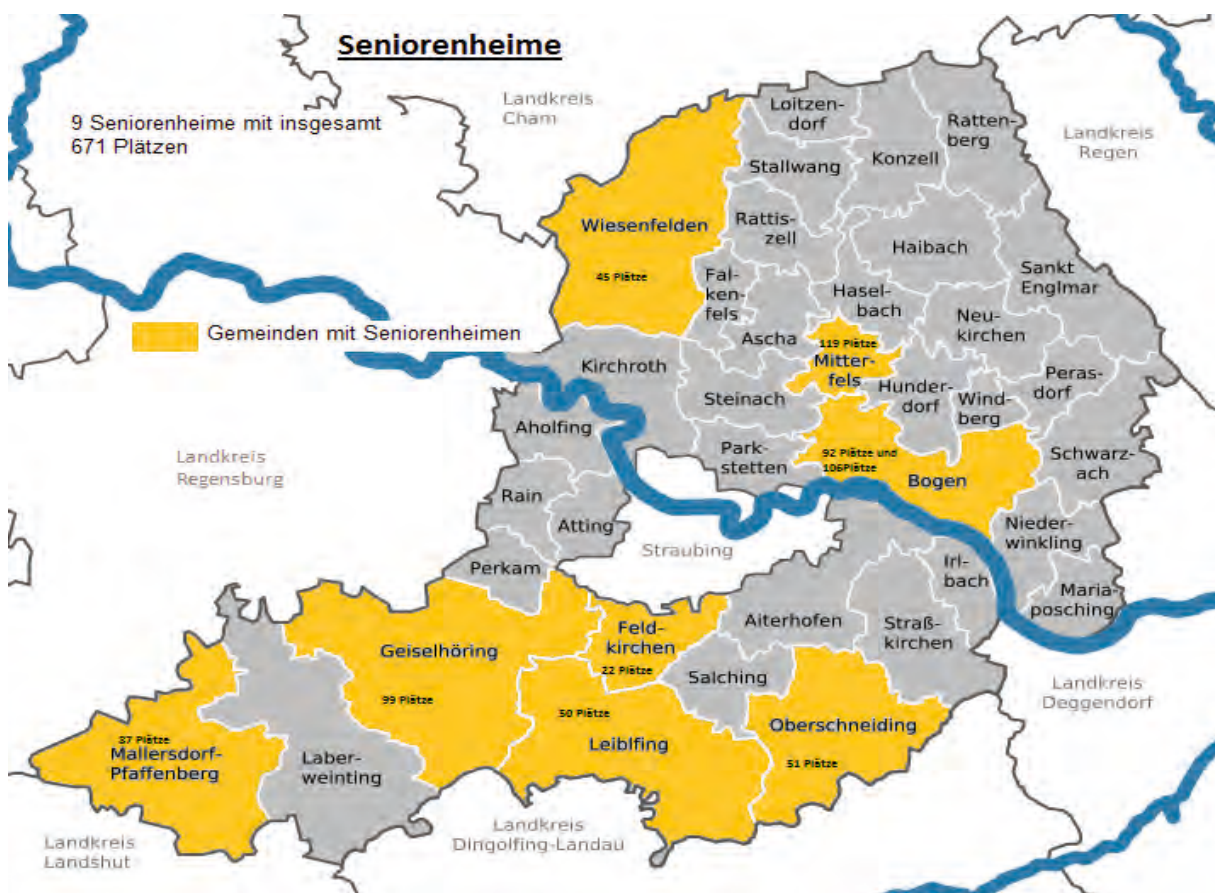 Seniorenheime
9 Seniorenheime mit insgesamt
671 Plätzen
Landkreis
Cham
Landkreis
Regen
Loitzen-
dorf
Ratten-
berg
Konzell
Stallwang
Wiesenfelden
45 Plätze
Rattis-
zell
Haibach
Sankt
Englmar
Fal-
ken-
fels
Hasel-
bach
Neu-
kirchen
Gemeinden mit Seniorenheimen
Ascha
119 Plätze
Mitter-
fels
Kirchroth
Peras-
dorf
Hunder-
dorf
Wind-
berg
Steinach
Aholfing
Park-
stetten
92 Plätze und
106Plätze
Bogen
Schwarz-
ach
Landkreis
Regensburg
Rain
Atting
Straubing
Nieder-
winkling
Perkam
Irl-
bach
Maria-
posching
Aiterhofen
Straß-
kirchen
Feld-
kirchen
22 Plätze
Geiselhöring
99 Plätze
Salching
Landkreis
Deggendorf
50 Plätze
Leiblfing
Oberschneiding
51 Plätze
37 Plätze
Mallersdorf-
Pfaffenberg
Laber-
weinting
Landkreis
Landshut
Landkreis
Dingolfing-Landau